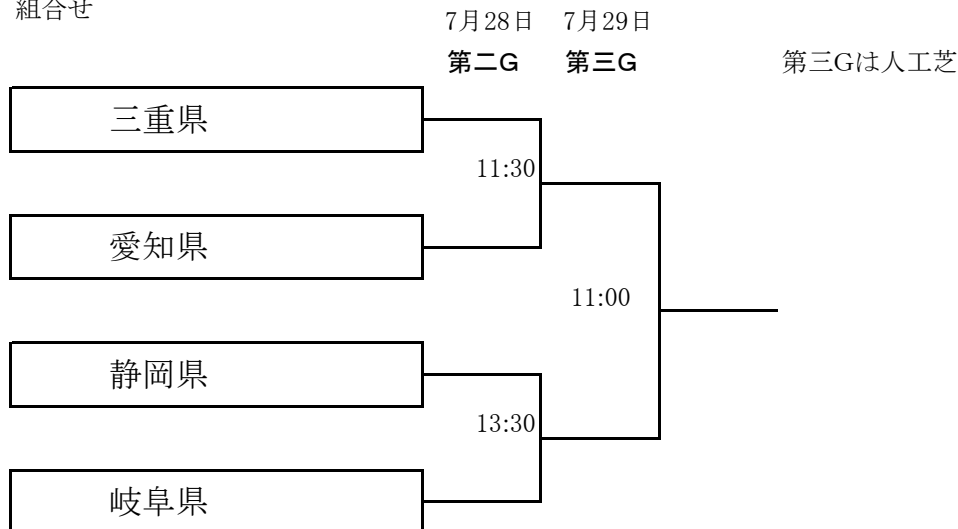 組合せ
7月28日 7月29日
第二G 第三G 第三Gは人工芝
三重県
11:30
愛知県
11:00
静岡県
13:30
岐阜県